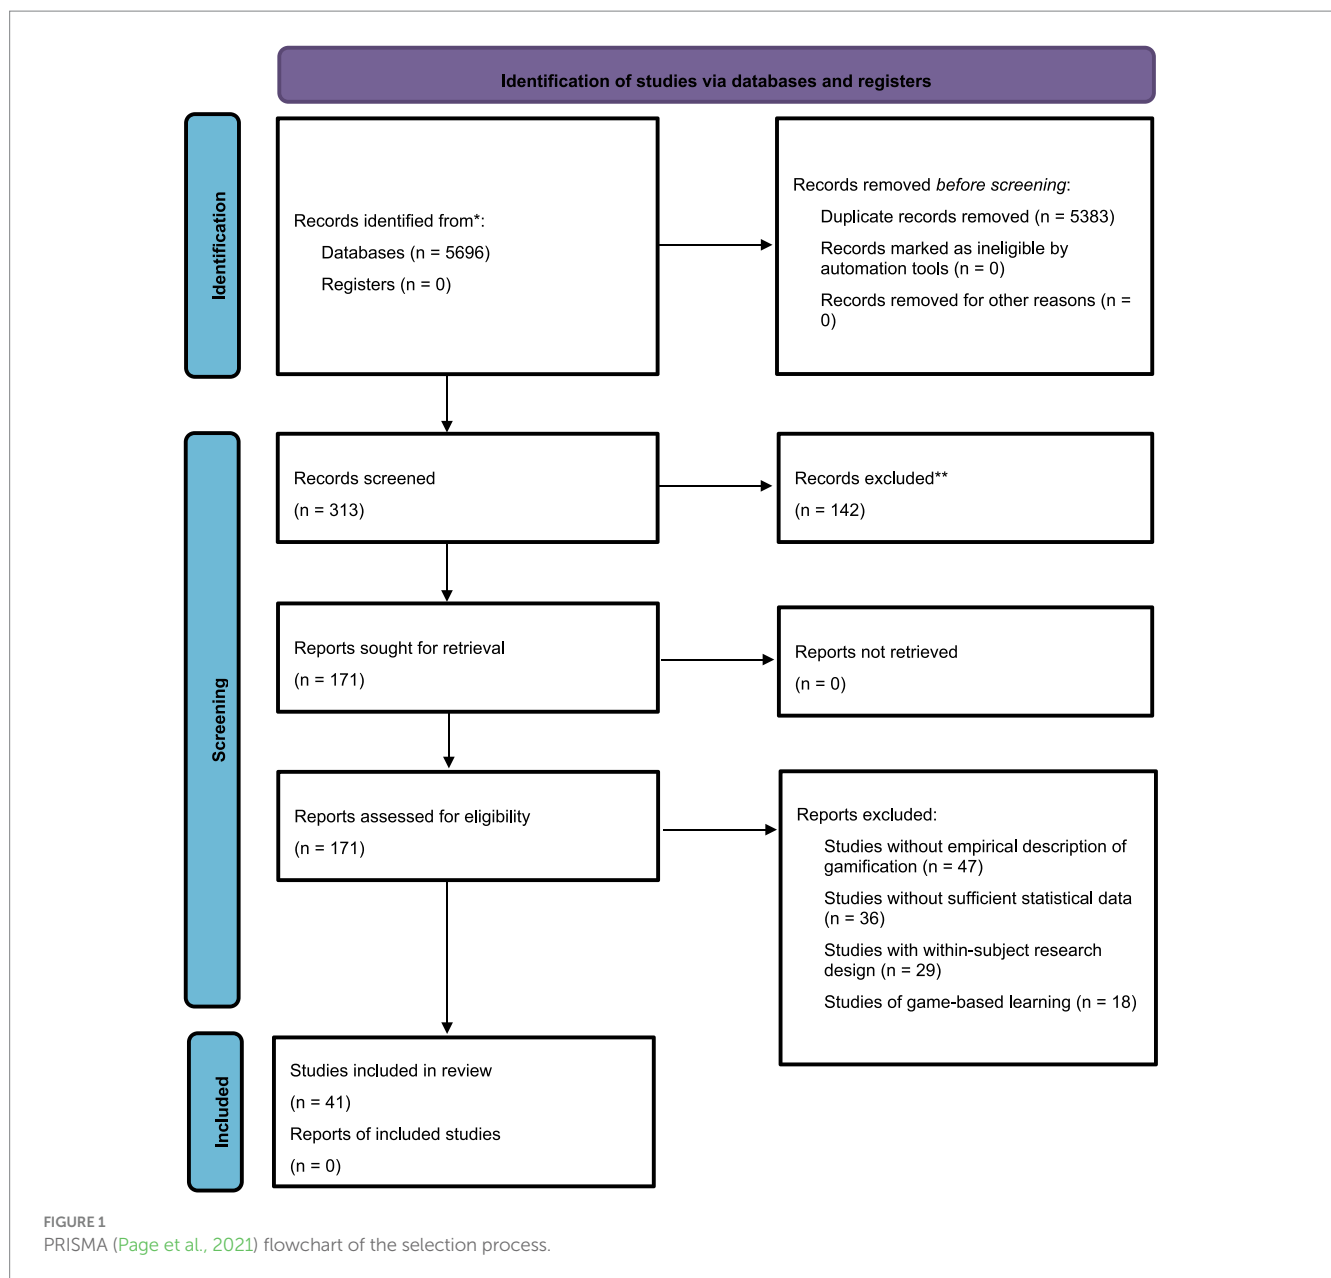 Identification of studies via databases and registers
Identification
Records identified from*:
Databases (n = 5696)
Registers (n = 0)
Records removed before screening:
Duplicate records removed (n = 5383)
Records marked as ineligible by
automation tools (n = 0)
Records removed for other reasons (n =
0)
Screening
Records screened
(n = 313)
Records excluded**
(n = 142)
Reports sought for retrieval
(n = 171)
Reports not retrieved
(n = 0)
Reports assessed for eligibility
(n = 171)
Reports excluded:
Studies without empirical description of
gamification (n = 47)
Studies without sufficient statistical data
(n = 36)
Studies with within-subject research
design (n = 29)
Studies of game-based learning (n = 18)
Included
Studies included in review
(n = 41)
Reports of included studies
(n = 0)
FIGURE 1
PRISMA (Page et al., 2021) flowchart of the selection process.